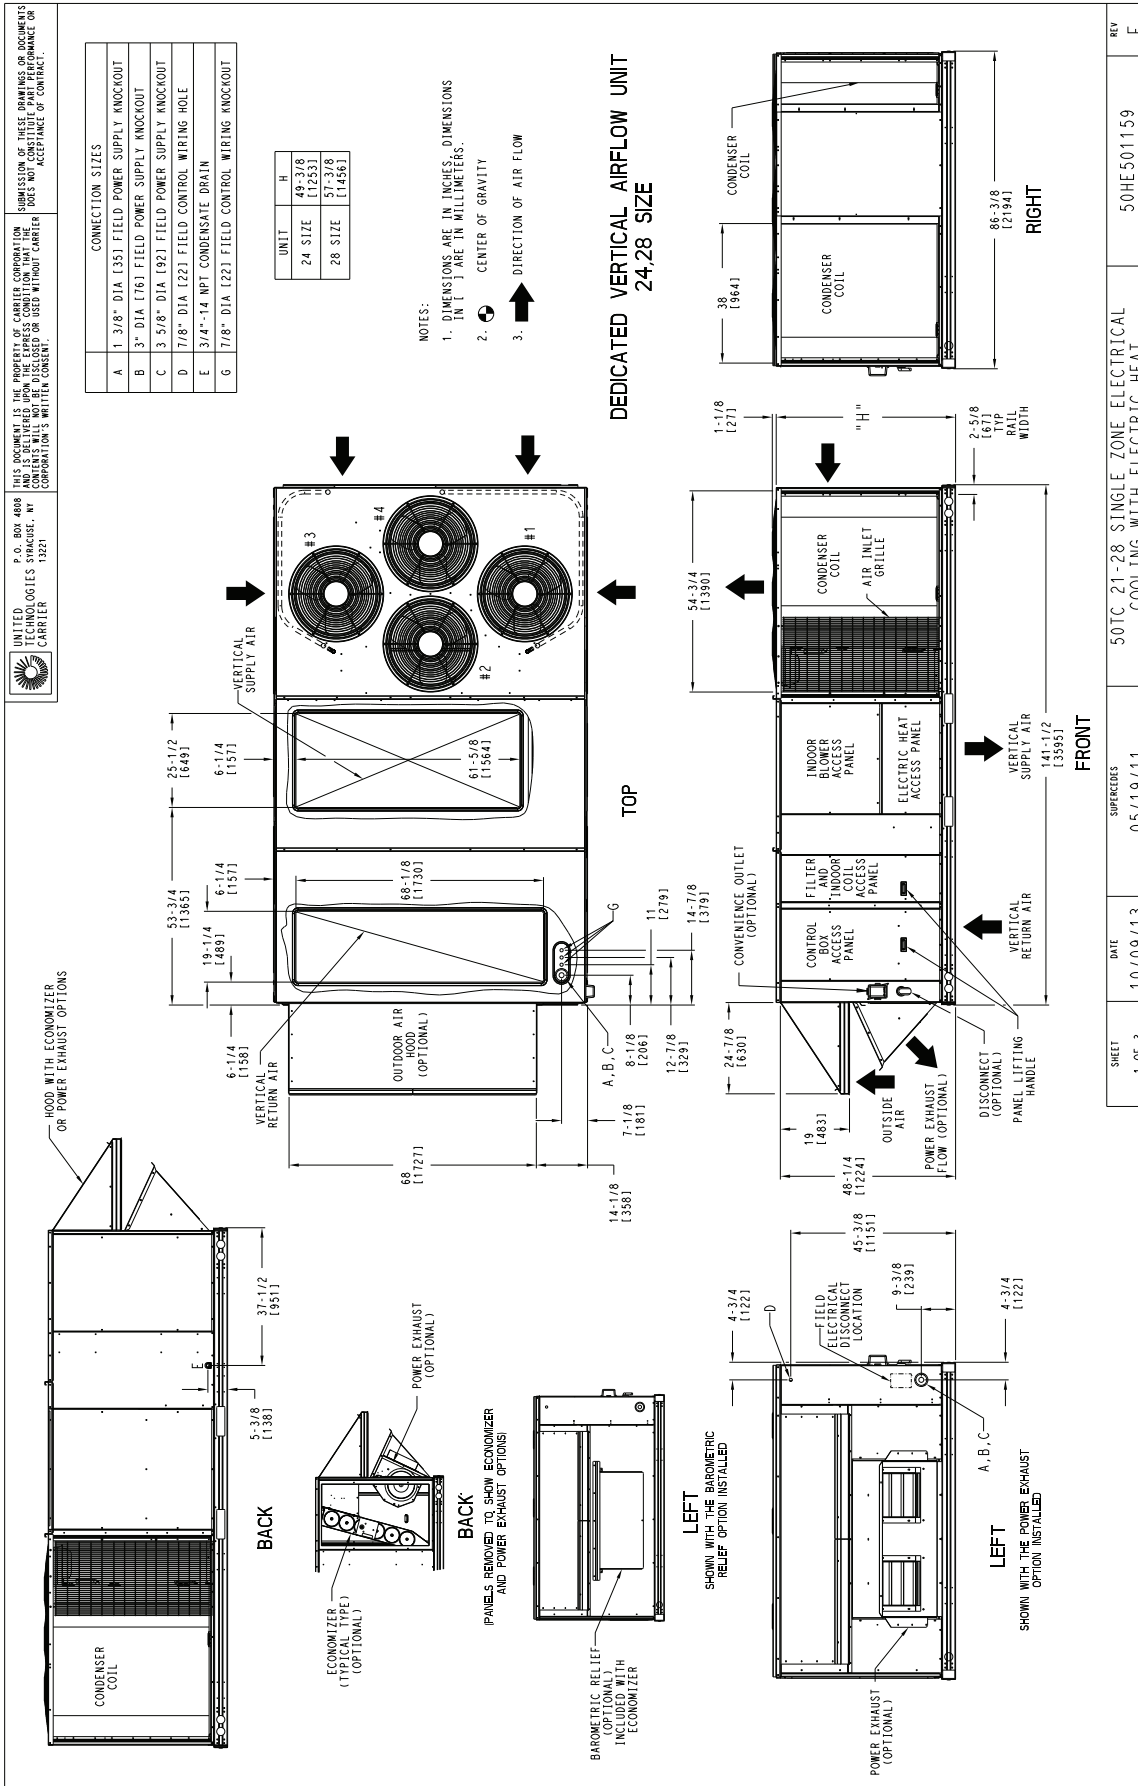 UNITED
TECHNOLOGIES
CARRIER
P.O. BOX 4808
SYRACUSE, NY
13221
THIS DOCUMENT IS THE PROPERTY OF CARRIER CORPORATION
AND IS DELIVERED UPON THE EXPRESS CONDITION THAT THE
CONTENTS WILL NOT BE DISCLOSED OR USED WITHOUT CARRIER
CORPORATION'S WRITTEN CONSENT.
SUBMISSION OF THESE DRAWINGS OR DOCUMENTS
DOES NOT CONSTITUTE PART PERFORMANCE OR
ACCEPTANCE OF CONTRACT.
CONNECTION SIZES
A 1 3/8" DIA [35] FIELD POWER SUPPLY KNOCKOUT
B 3" DIA [76] FIELD POWER SUPPLY KNOCKOUT
C 3 5/8" DIA [92] FIELD POWER SUPPLY KNOCKOUT
D 7/8" DIA [22] FIELD CONTROL WIRING HOLE
E 3/4"-14 NPT CONDENSATE DRAIN
G 7/8" DIA [22] FIELD CONTROL WIRING KNOCKOUT
UNIT H
24 SIZE 49-3/8
[1253]
28 SIZE 57-3/8
[1456]
NOTES:
1. DIMENSIONS ARE IN INCHES, DIMENSIONS
IN [ ] ARE IN MILLIMETERS.
2. CENTER OF GRAVITY
3. DIRECTION OF AIR FLOW
DEDICATED VERTICAL AIRFLOW UNIT
24,28 SIZE
HOOD WITH ECONOMIZER
OR POWER EXHAUST OPTIONS
CONDENSER
COIL
E
37-1/2
[951]
5-3/8
[138]
BACK
ECONOMIZER
(TYPICAL TYPE)
(OPTIONAL)
POWER EXHAUST
(OPTIONAL)
BACK
(PANELS REMOVED TO SHOW ECONOMIZER
AND POWER EXHAUST OPTIONS)
BAROMETRIC RELIEF
(OPTIONAL)
INCLUDED WITH
ECONOMIZER
LEFT
SHOWN WITH THE BAROMETRIC
RELIEF OPTION INSTALLED
4-3/4
[122]
D
FIELD
ELECTRICAL
DISCONNECT
LOCATION
45-3/8
[1151]
9-3/8
[239]
4-3/4
[122]
A,B,C
POWER EXHAUST
(OPTIONAL)
LEFT
SHOWN WITH THE POWER EXHAUST
OPTION INSTALLED
53-3/4
[1365]
25-1/2
[649]
19-1/4
[489]
6-1/4
[157]
6-1/4
[157]
6-1/4
[158]
VERTICAL
SUPPLY AIR
VERTICAL
RETURN AIR
68-1/8
[1730]
61-5/8
[1564]
#3
#4
#2
#1
OUTDOOR AIR
HOOD
(OPTIONAL)
68
[1727]
14-1/8
[358]
7-1/8
[181]
A,B,C
8-1/8
[206]
12-7/8
[329]
11
[279]
14-7/8
[379]
G
TOP
CONVENIENCE OUTLET
(OPTIONAL)
24-7/8
[630]
19
[483]
48-1/4
[1224]
OUTSIDE
AIR
POWER EXHAUST
FLOW (OPTIONAL)
DISCONNECT
(OPTIONAL)
PANEL LIFTING
HANDLE
CONTROL
BOX
ACCESS
PANEL
FILTER
AND
INDOOR
COIL
ACCESS
PANEL
INDOOR
BLOWER
ACCESS
PANEL
ELECTRIC HEAT
ACCESS PANEL
CONDENSER
COIL
AIR INLET
GRILLE
54-3/4
[1390]
1-1/8
[27]
"H"
2-5/8
[67]
TYP
RAIL
WIDTH
VERTICAL
RETURN AIR
VERTICAL
SUPPLY AIR
141-1/2
[3595]
FRONT
38
[964]
CONDENSER
COIL
CONDENSER
COIL
86-3/8
[2194]
RIGHT
SHEET
DATE
SUPERCEDES
50TC 21-28 SINGLE ZONE ELECTRICAL
COOLING WITH ELECTRIC HEAT
50HE501159
REV
1 OF 3
10/09/13
05/19/11